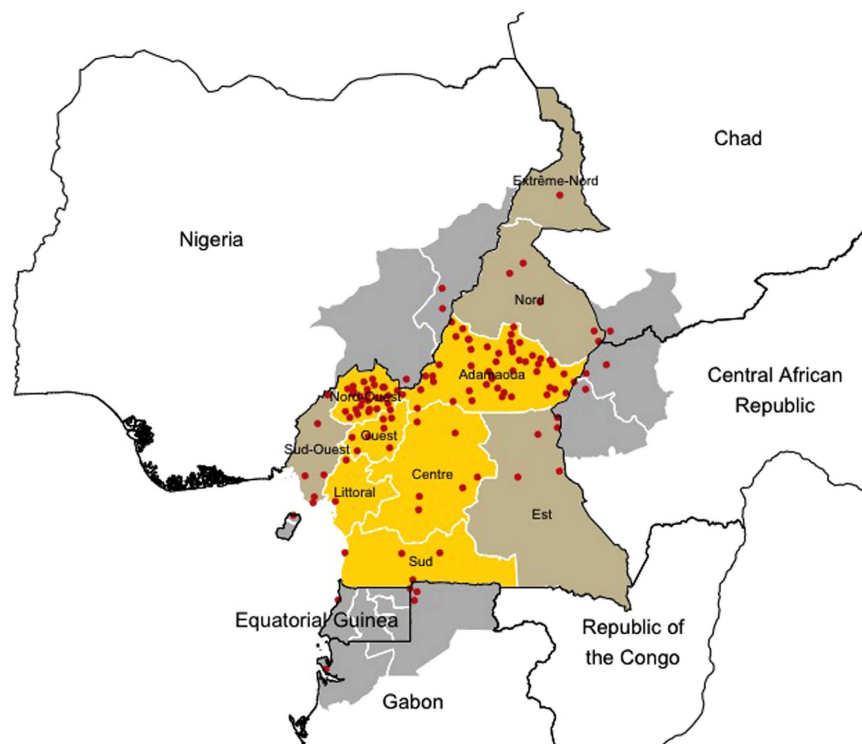 Chad
Extrême-Nord
Nigeria
Nord
Adamaoua
Central African
Republic
Nord-Ouest
Ouest
Sud-Ouest
Centre
Littoral
Est
Sud
Equatorial Guinea
Republic of
the Congo
Gabon